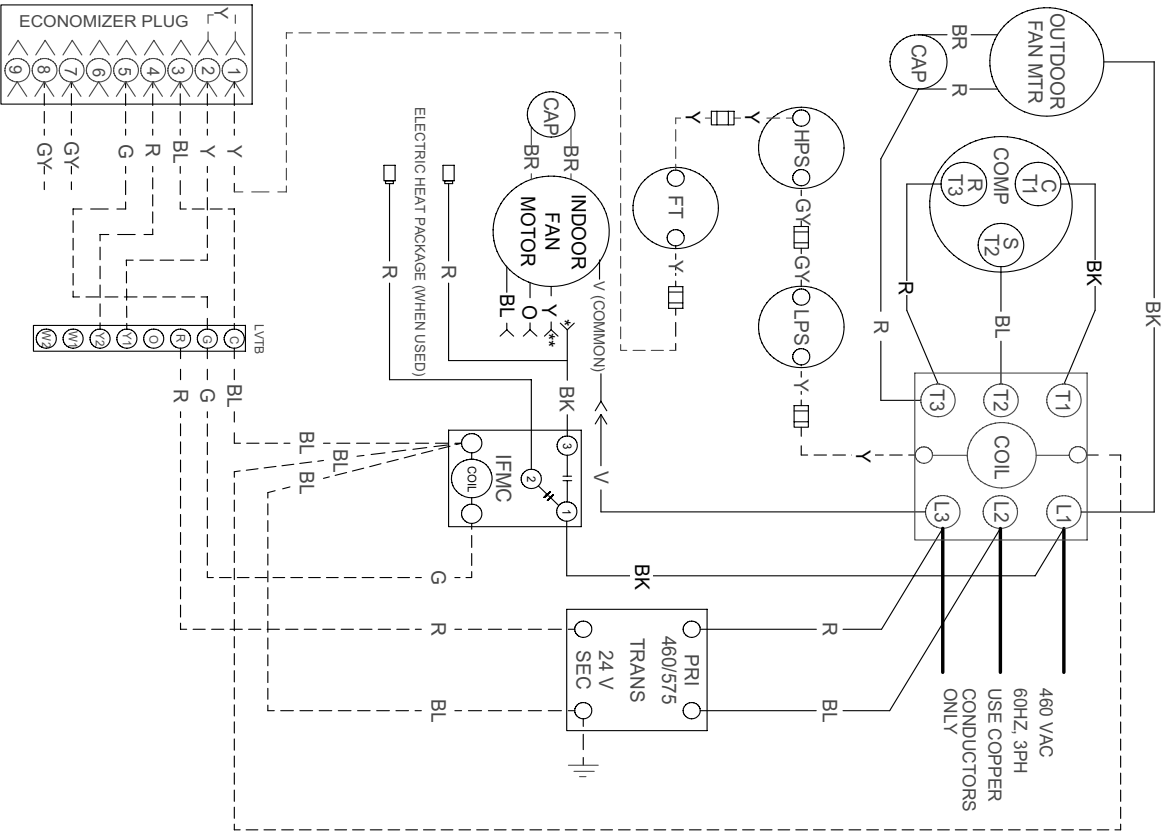 ECONOMIZER PLUG
Y
9
8
7
6
5
4
3
2
1
GY
GY
G
R
BL
Y
Y
ELECTRIC HEAT PACKAGE (WHEN USED)
R
R
CAP
BR
BR
INDOOR
FAN
MOTOR
BL
O
Y
*
**
V (COMMON)
V
BK
FT
Y
Y
Y
HPS
GY
GY
LPS
Y
Y
OUTDOOR
FAN MTR
BR
R
CAP
BK
COMP
R
T3
C
T1
S
T2
BK
R
R
BL
T3
T2
T1
COIL
L3
L2
L1
LVTB
W2
W1
Y2
Y1
O
R
G
C
R
G
BL
BL
BL
BL
IFMC
COIL
3
2
1
BK
G
R
BL
PRI
460/575
TRANS
24 V
SEC
R
BL
460 VAC
60HZ, 3PH
USE COPPER
CONDUCTORS
ONLY